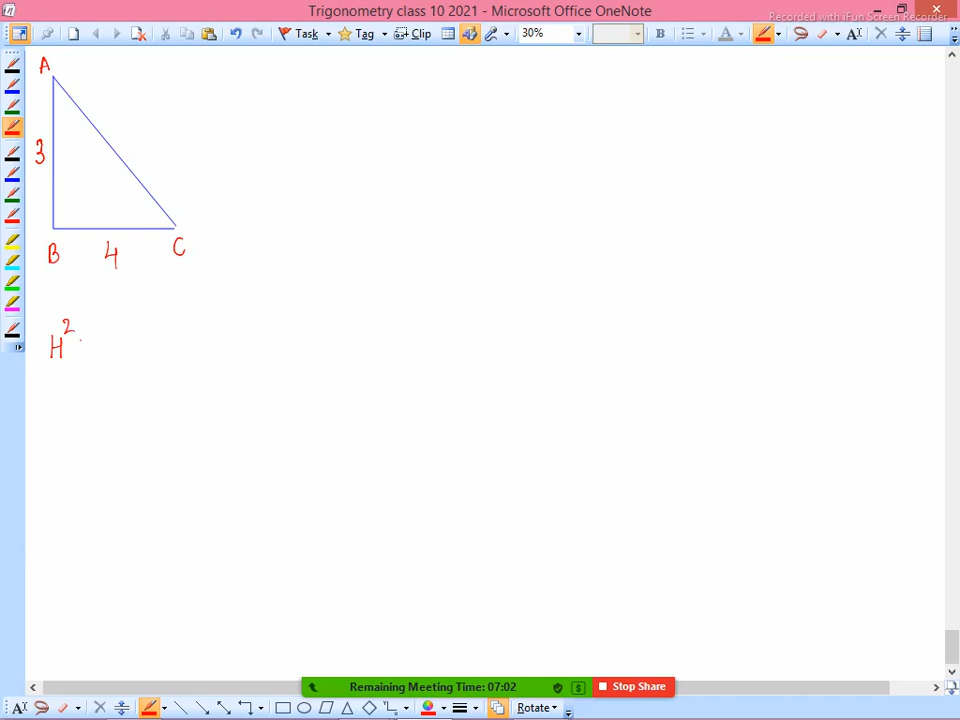 Trigonometry class 10 2021 - Microsoft Office OneNote
Recorded with iFun Screen Recorder
Task Tag Clip 30% B A A
A
3
B 4 C
H²
Remaining Meeting Time: 07:02 $ Stop Share
A Rotate